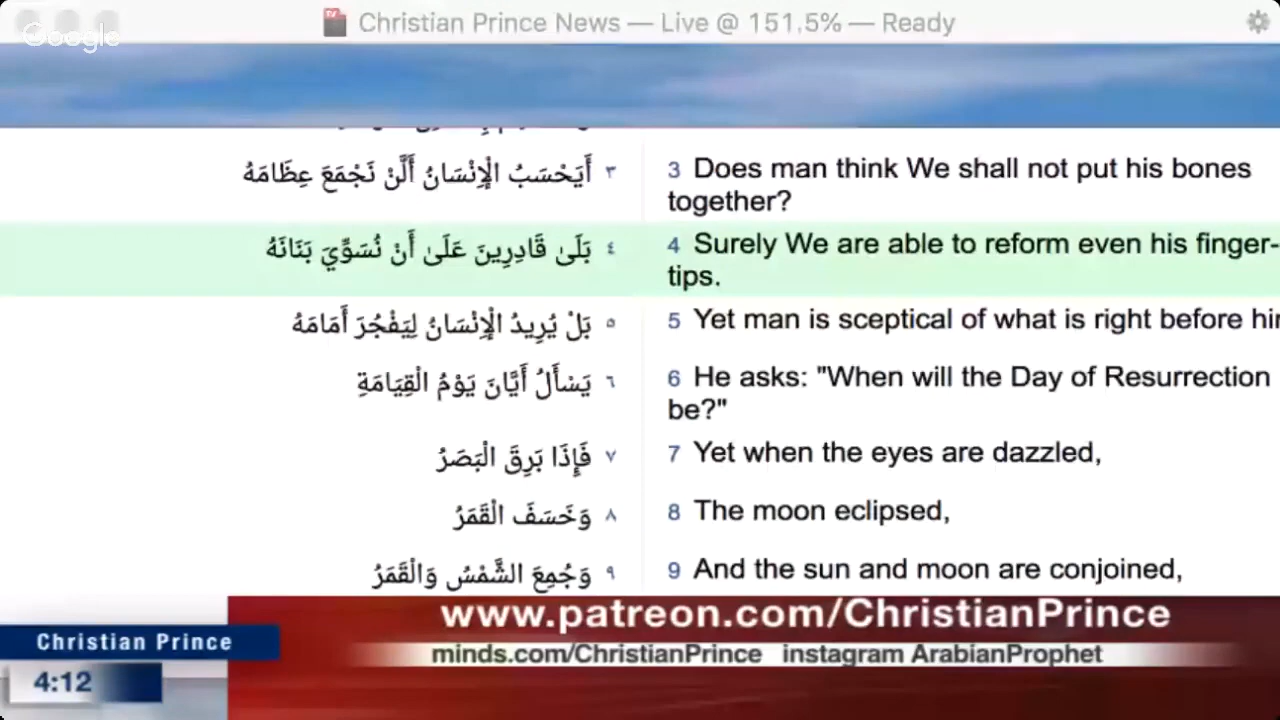 Google
Christian Prince News — Live @ 151.5% — Ready
أَيَحْسَبُ الْإِنْسَانُ أَلَّنْ نَجْمَعَ عِظَامَهُ ٣
3 Does man think We shall not put his bones
together?
بَلَىٰ قَادِرِينَ عَلَىٰ أَنْ نُسَوِّيَ بَنَانَهُ ٤
4 Surely We are able to reform even his finger-
tips.
بَلْ يُرِيدُ الْإِنْسَانُ لِيَفْجُرَ أَمَامَهُ ٥
5 Yet man is sceptical of what is right before
يَسْأَلُ أَيَّانَ يَوْمُ الْقِيَامَةِ ٦
6 He asks: "When will the Day of Resurrection
be?"
فَإِذَا بَرِقَ الْبَصَرُ ٧
7 Yet when the eyes are dazzled,
وَخَسَفَ الْقَمَرُ ٨
8 The moon eclipsed,
وَجُمِعَ الشَّمْسُ وَالْقَمَرُ ٩
9 And the sun and moon are conjoined,
www.patreon.com/ChristianPrince
Christian Prince
minds.com/ChristianPrince instagram ArabianProphet
4:12